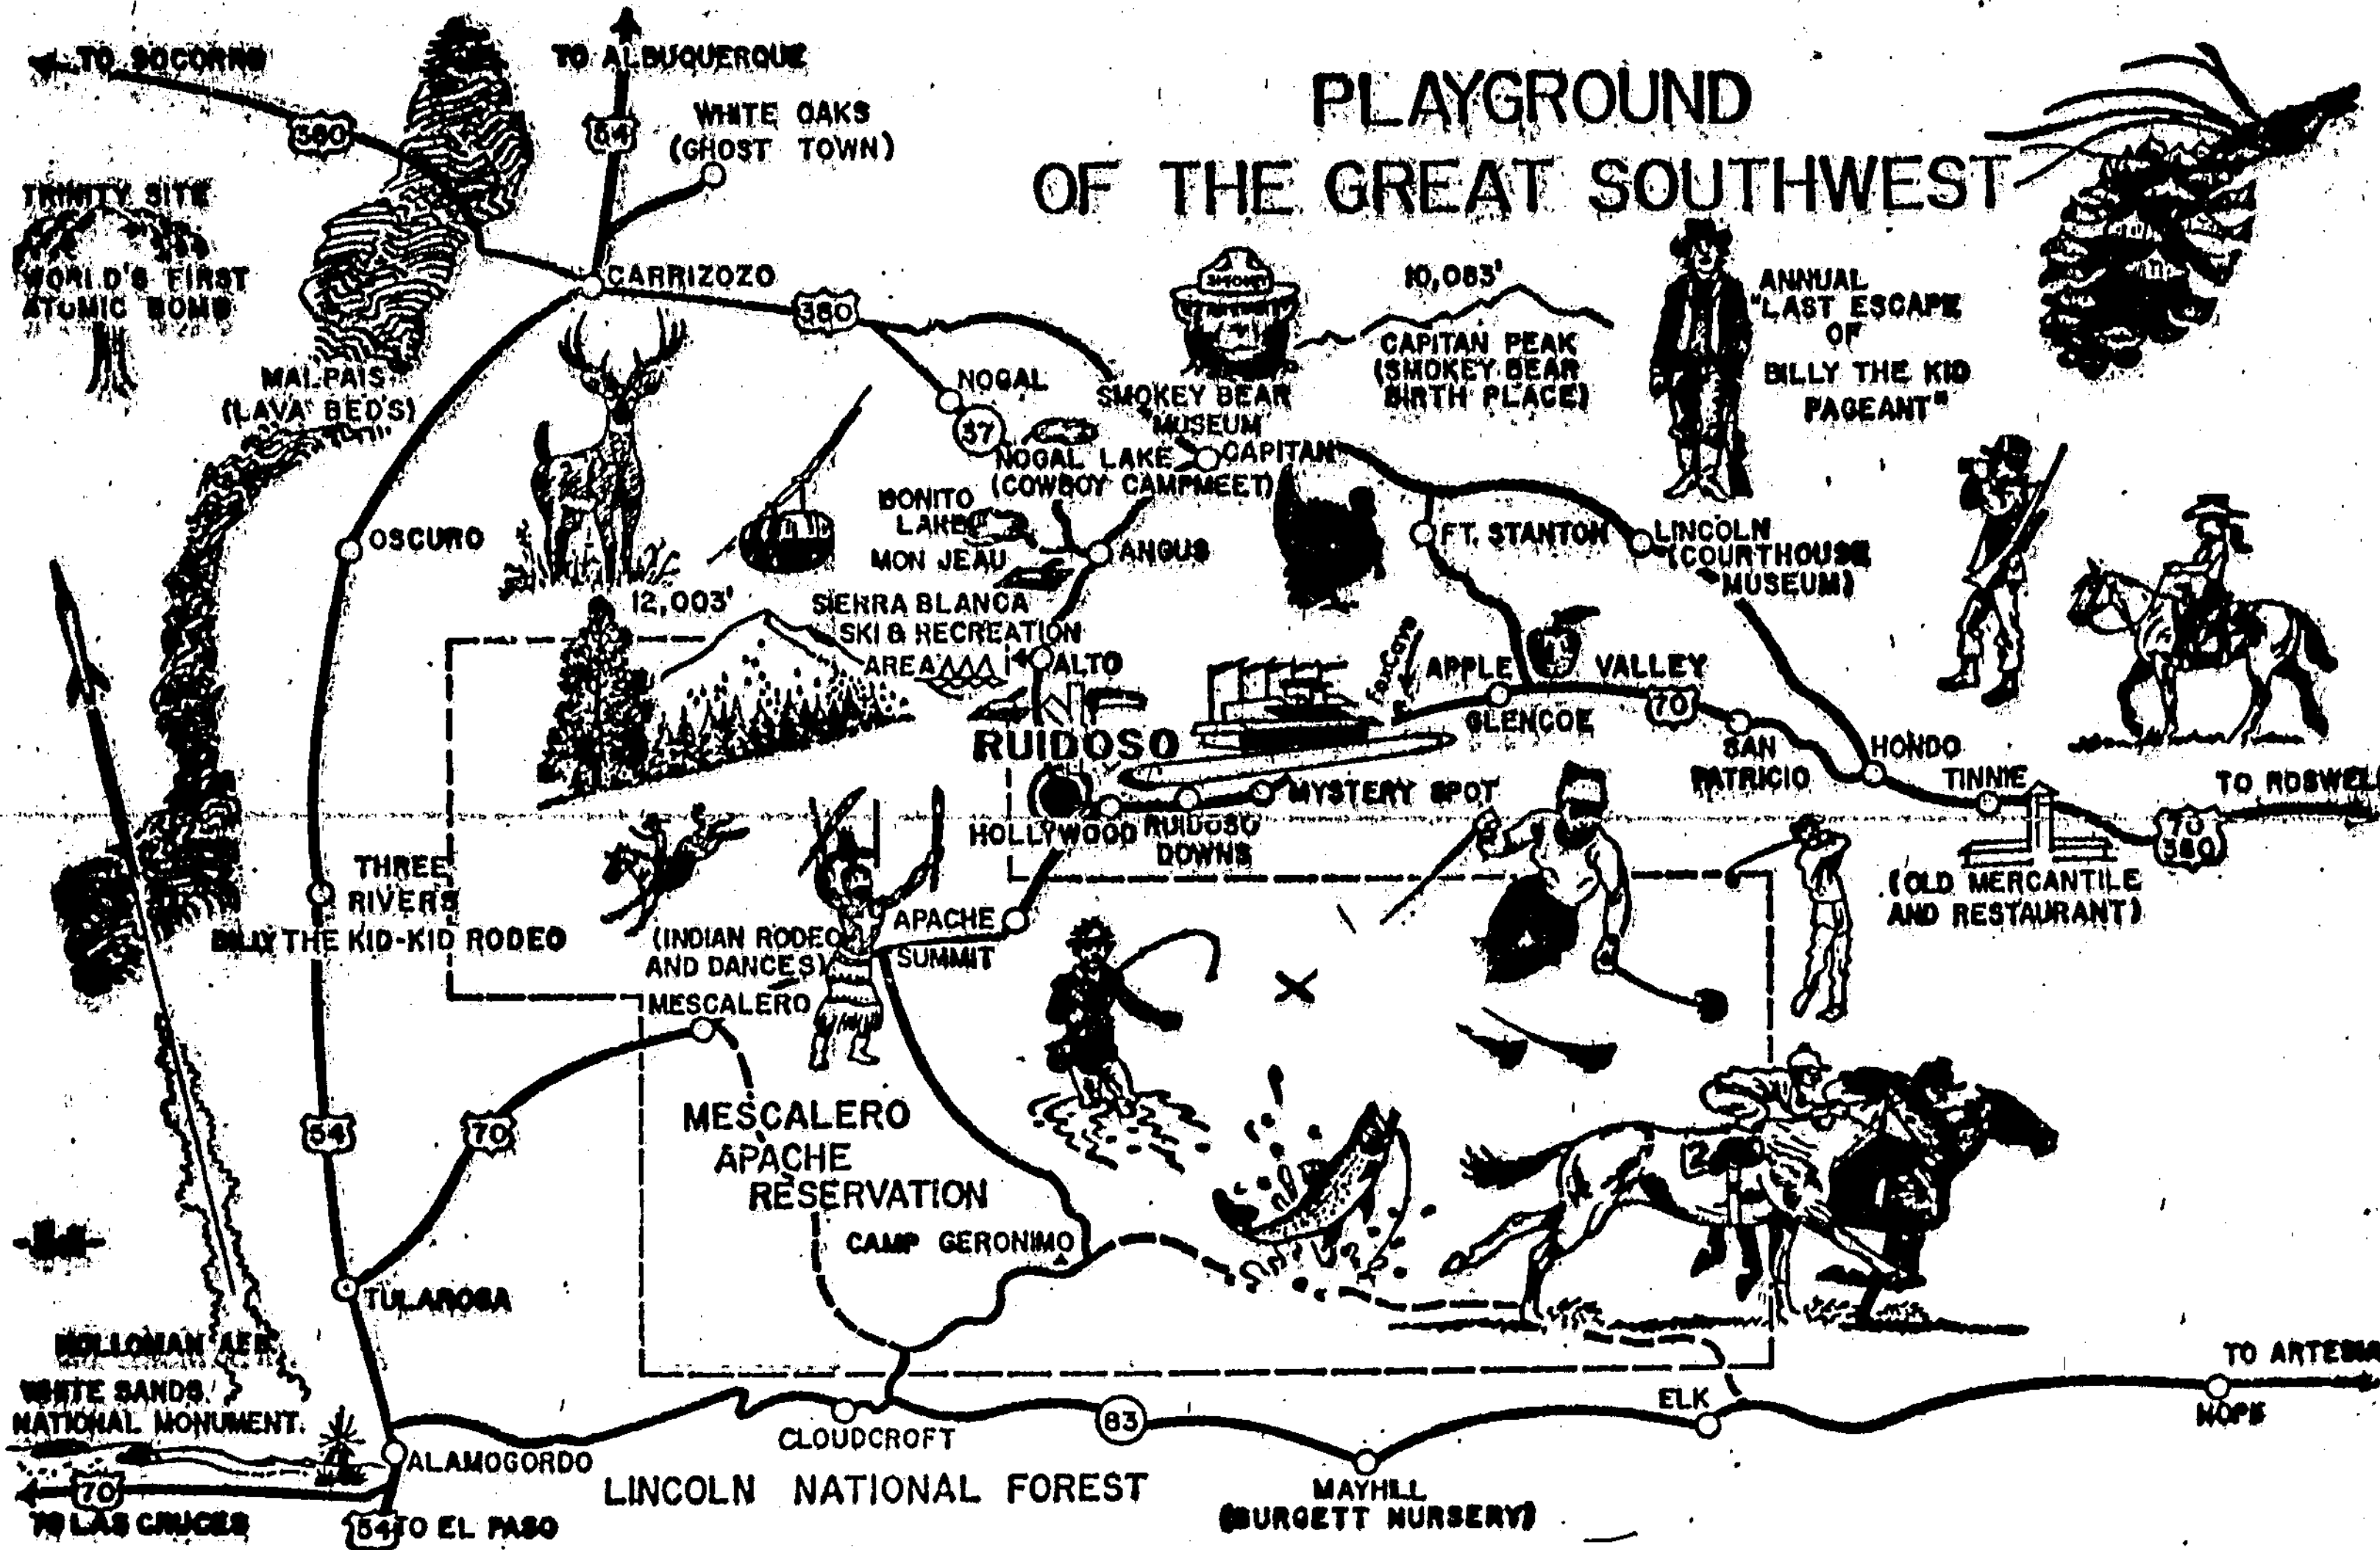 PLAYGROUND
OF THE GREAT SOUTHWEST
TO SOCORRO
TO ALBUQUERQUE
380
54
WHITE OAKS
(GHOST TOWN)
TRINITY SITE
WORLD'S FIRST
ATOMIC BOMB
CARRIZOZO
380
SMOKEY
10,083'
CAPITAN PEAK
(SMOKEY BEAR
BIRTH PLACE)
ANNUAL
"LAST ESCAPE
OF
BILLY THE KID
PAGEANT"
MALPAIS
(LAVA BEDS)
NOGAL
37
SMOKEY BEAR
MUSEUM
NOGAL LAKE
(COWBOY CAMPMEET)
CAPITAN
BONITO
LAKE
MON JEAU
ANGUS
OSCURO
FT. STANTON
LINCOLN
(COURTHOUSE
MUSEUM)
12,003'
SIERRA BLANCA
SKI & RECREATION
AREA
ALTO
Fox Cave
APPLE VALLEY
GLENCOE
70
RUIDOSO
SAN
PATRICIO
HONDO
TINNIE
TO ROSWELL
70
380
MYSTERY SPOT
HOLLYWOOD
RUIDOSO
DOWNS
(OLD MERCANTILE
AND RESTAURANT)
THREE
RIVERS
BILLY THE KID-KID RODEO
(INDIAN RODEO
AND DANCES)
MESCALERO
APACHE
SUMMIT
54
70
MESCALERO
APACHE
RESERVATION
CAMP GERONIMO
2
TULAROSA
HOLLOMAN AFB.
WHITE SANDS
NATIONAL MONUMENT.
ALAMOGORDO
70
TO LAS CRUCES
54
TO EL PASO
CLOUDCROFT
83
LINCOLN NATIONAL FOREST
MAYHILL
(BURGETT NURSERY)
ELK
TO ARTESIA
HOPE